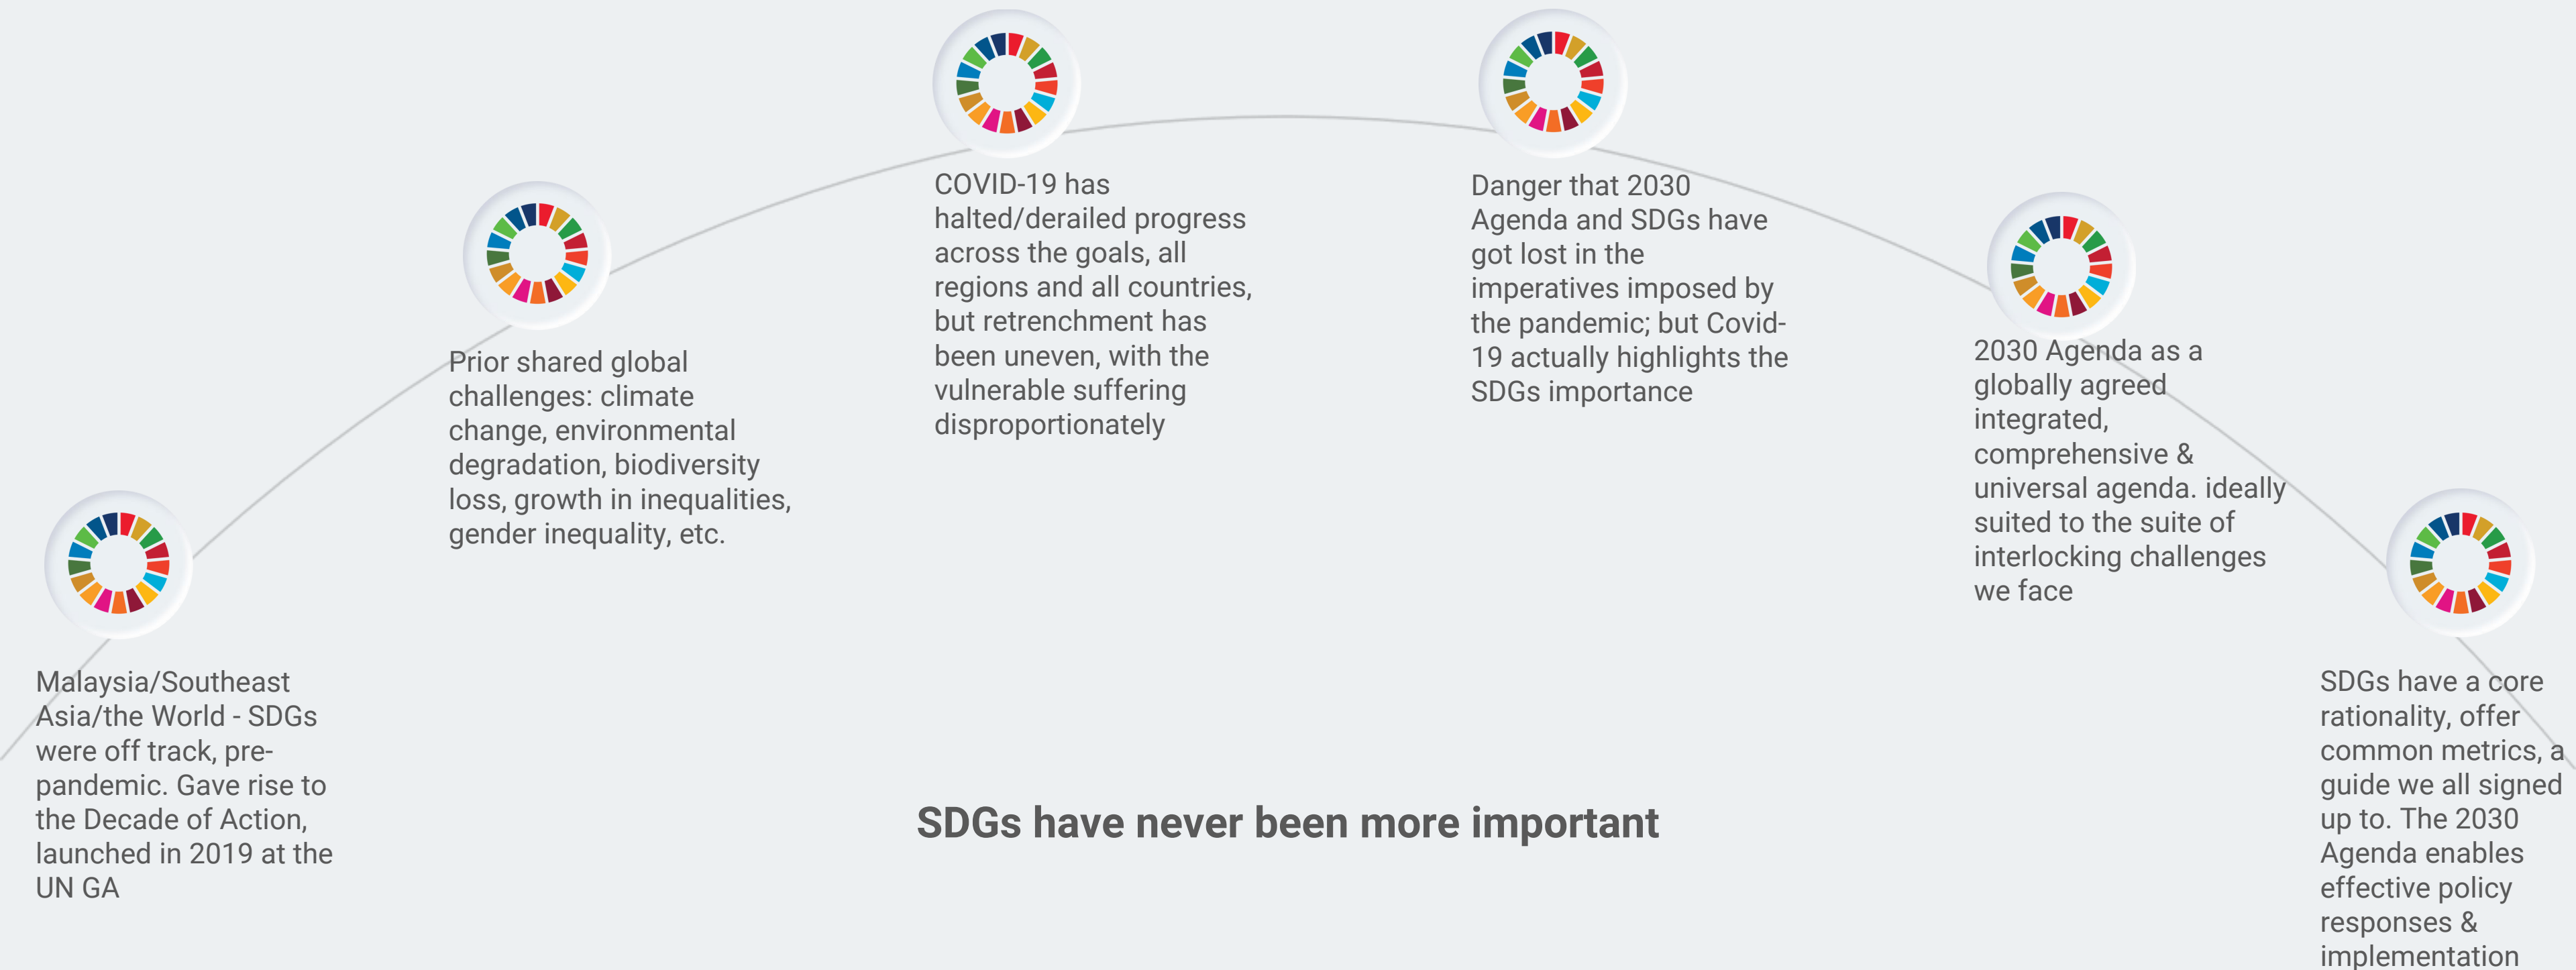 Malaysia/Southeast
Asia/the World - SDGs
were off track, pre-
pandemic. Gave rise to
the Decade of Action,
launched in 2019 at the
UN GA
Prior shared global
challenges: climate
change, environmental
degradation, biodiversity
loss, growth in inequalities,
gender inequality, etc.
COVID-19 has
halted/derailed progress
across the goals, all
regions and all countries,
but retrenchment has
been uneven, with the
vulnerable suffering
disproportionately
Danger that 2030
Agenda and SDGs have
got lost in the
imperatives imposed by
the pandemic; but Covid-
19 actually highlights the
SDGs importance
2030 Agenda as a
globally agreed
integrated,
comprehensive &
universal agenda. ideally
suited to the suite of
interlocking challenges
we face
SDGs have a core
rationality, offer
common metrics, a
guide we all signed
up to. The 2030
Agenda enables
effective policy
responses &
implementation
SDGs have never been more important